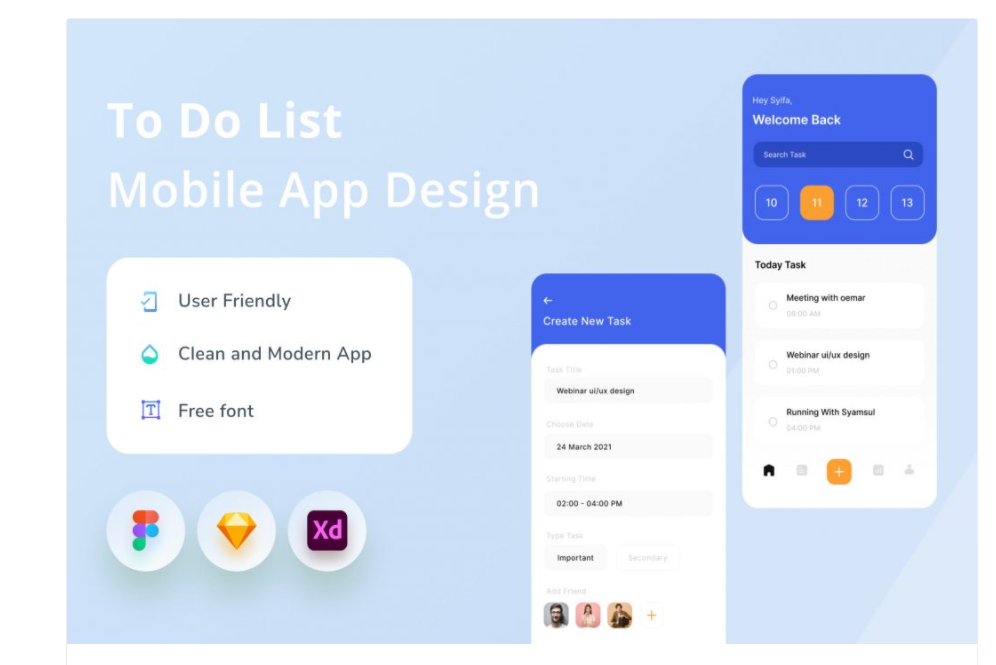 To Do List
Mobile App Design
User Friendly
Clean and Modern App
Free font
Xd
Create New Task
Task Title
Webinar ui/ux design
Choose Date
24 March 2021
Starting Time
02:00 - 04:00 PM
Type Task
Important
Secondary
Add Friend
Hey Syifa,
Welcome Back
Search Task
10
11
12
13
Today Task
Meeting with oemar
08:00 AM
Webinar ui/ux design
01:00 PM
Running With Syamsul
04:00 PM